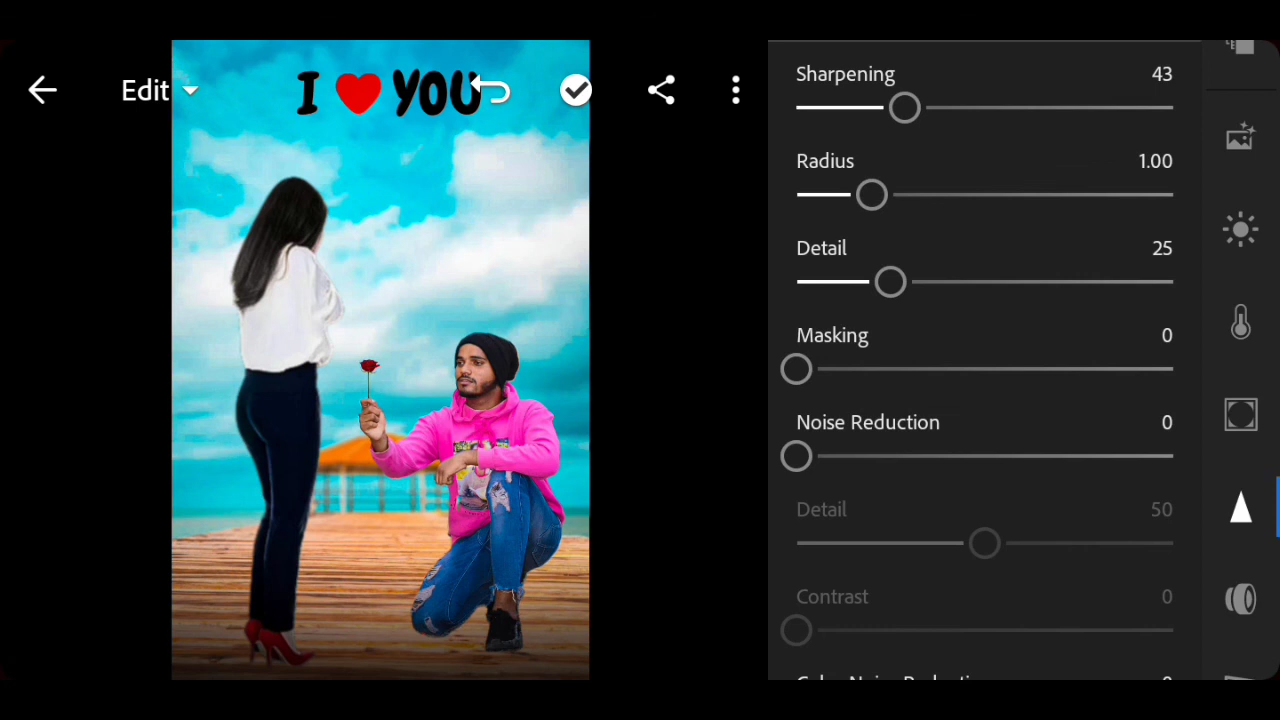 Edit
I ❤ YOU
Sharpening 43
Radius 1.00
Detail 25
Masking 0
Noise Reduction 0
Detail 50
Contrast 0